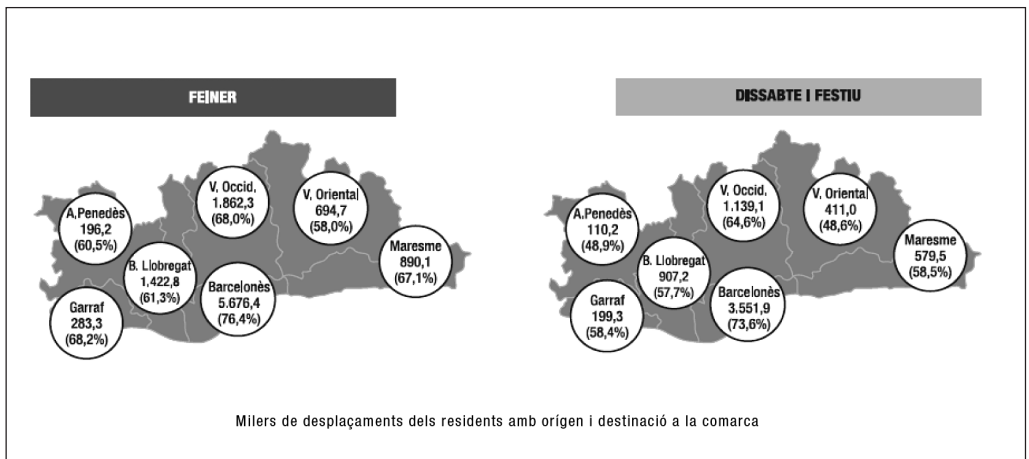 FEINER
A.Penedès
196,2
(60,5%)
V. Occid.
1.862,3
(68,0%)
V. Oriental
694,7
(58,0%)
Maresme
890,1
(67,1%)
B. Llobregat
1,422,8
(61,3%)
Barcelonès
5.676,4
(76,4%)
Garraf
283,3
(68,2%)
DISSABTE I FESTIU
A.Penedès
110,2
(48,9%)
V. Occid.
1.139,1
(64,6%)
V. Oriental
411,0
(48,6%)
Maresme
579,5
(58,5%)
B. Llobregat
907,2
(57,7%)
Barcelonès
3.551,9
(73,6%)
Garraf
199,3
(58,4%)
Milers de desplaçaments dels residents amb orígen i destinació a la comarca